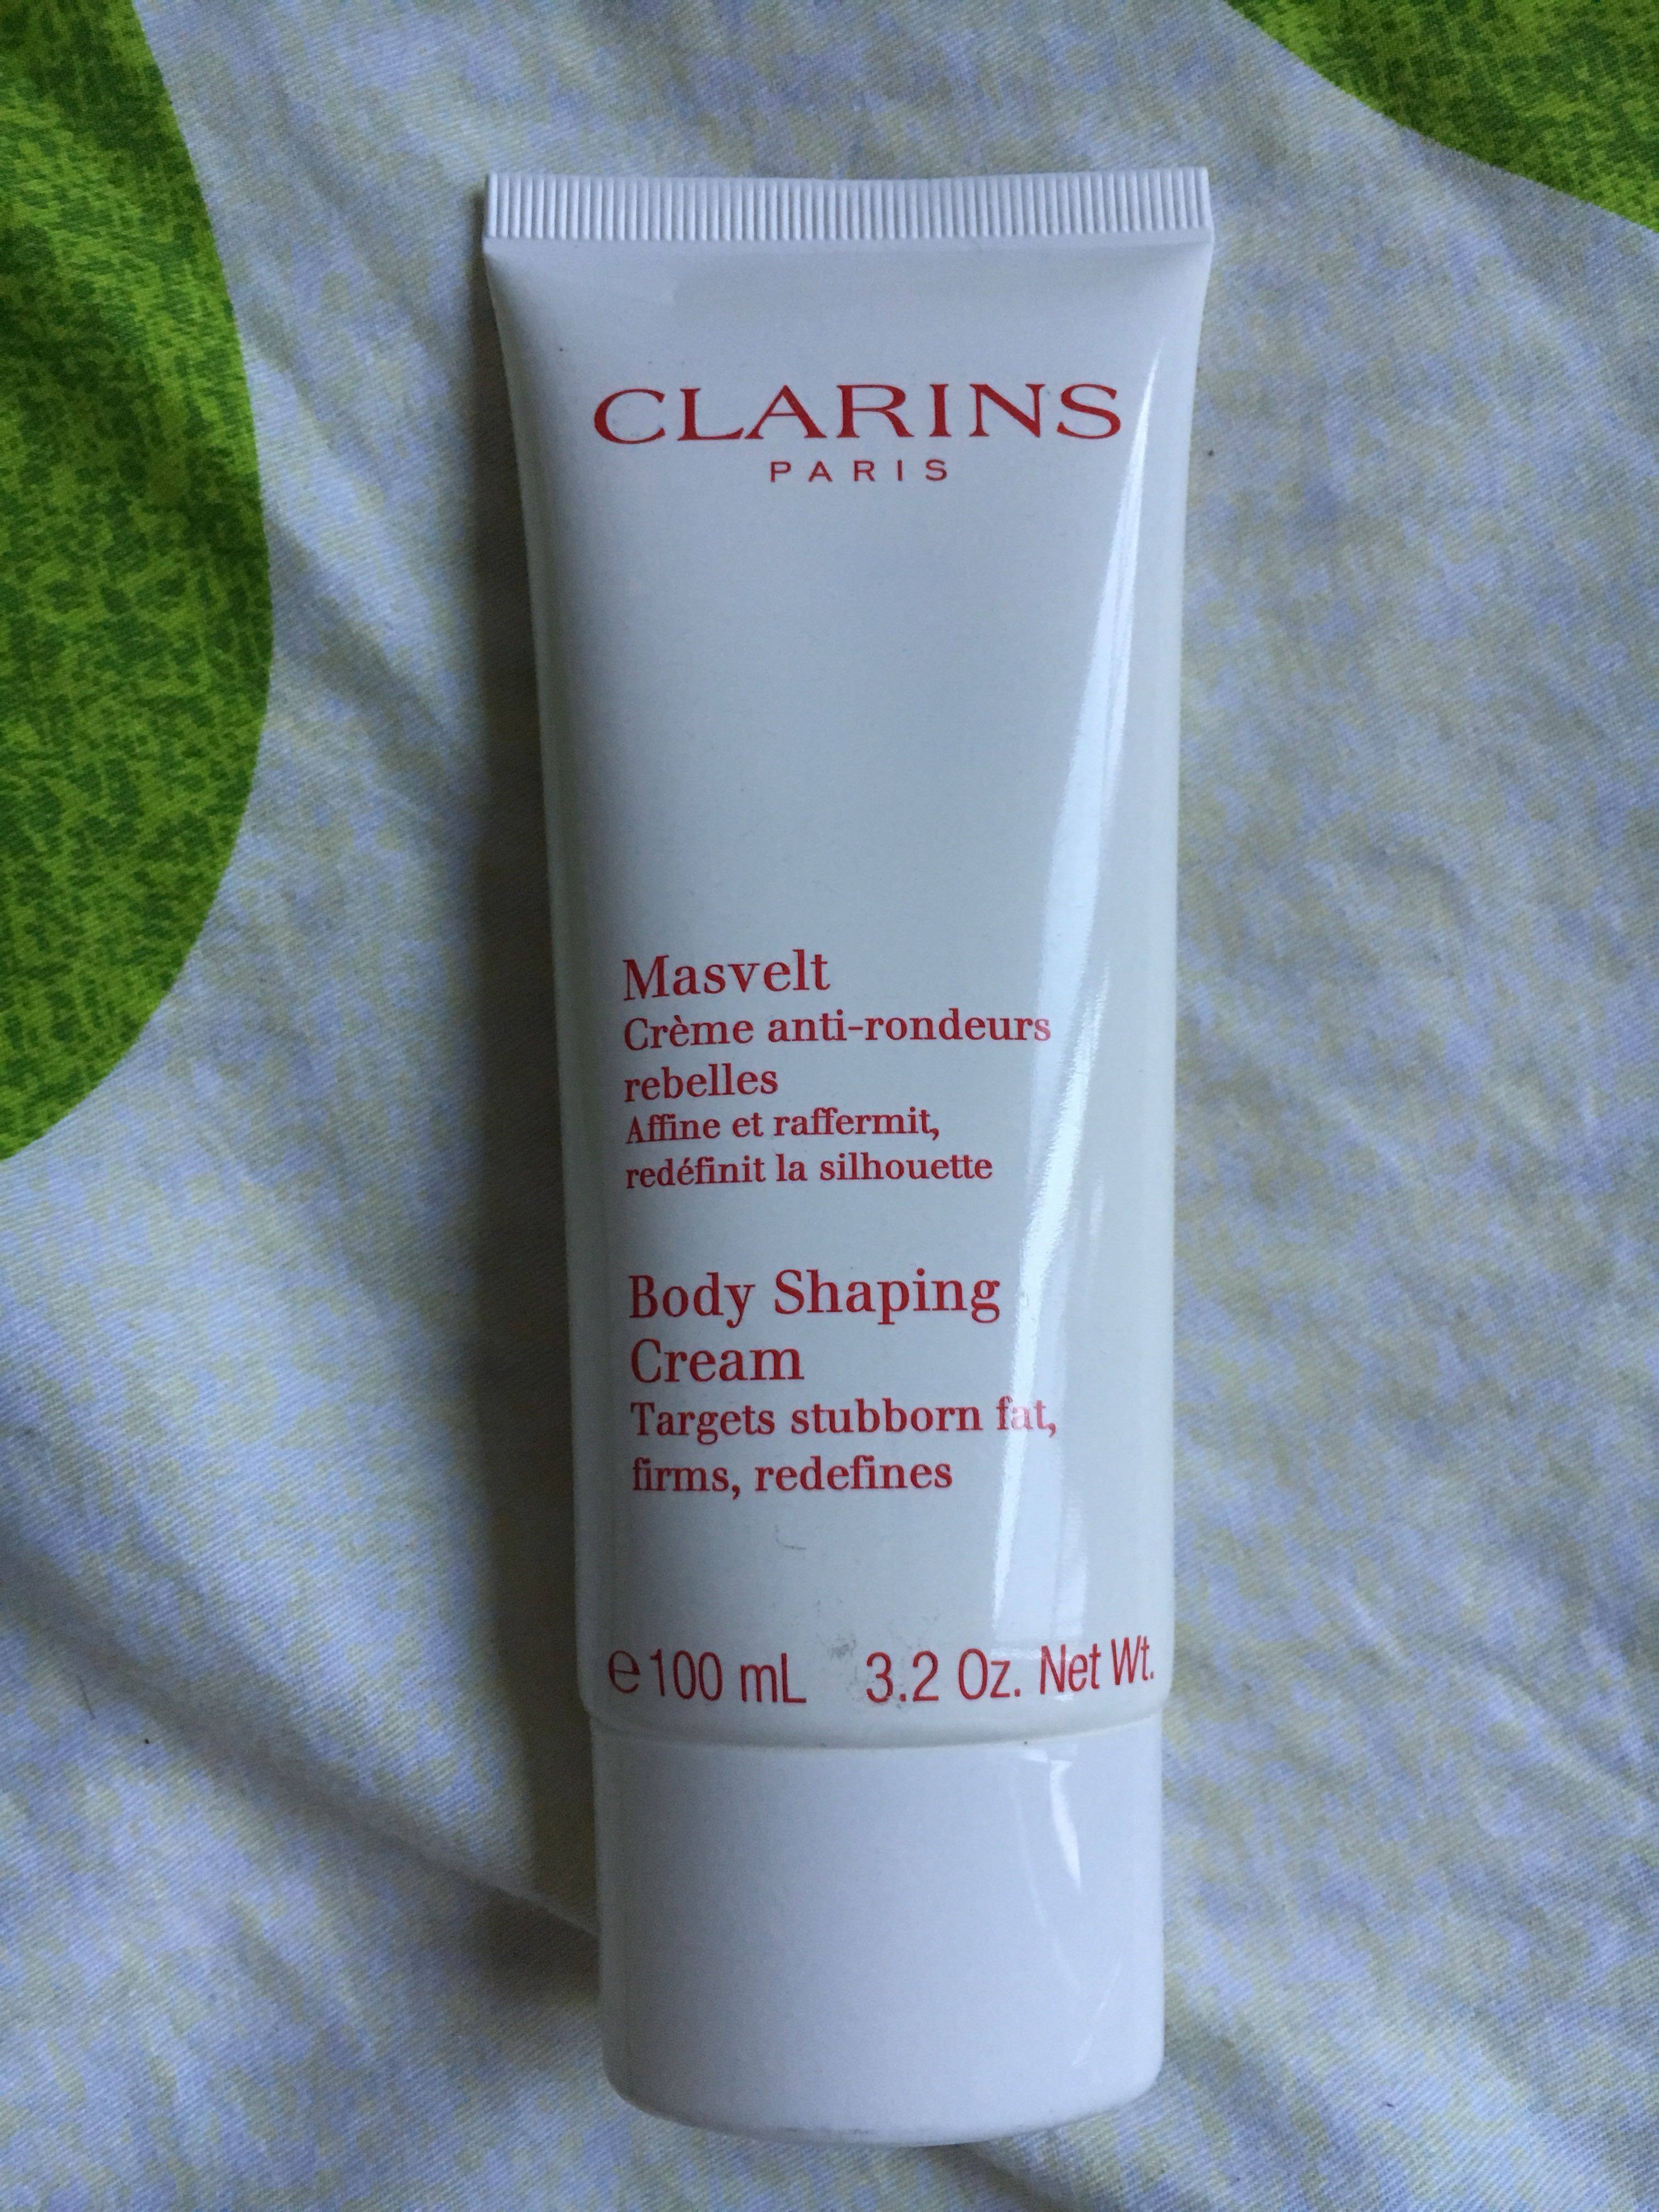 CLARINS
PARIS
Masvelt
Crème anti-rondeurs
rebelles
Affine et raffermit,
redéfinit la silhouette
Body Shaping
Cream
Targets stubborn fat,
firms, redefines
e 100 mL 3.2 Oz. Net Wt.